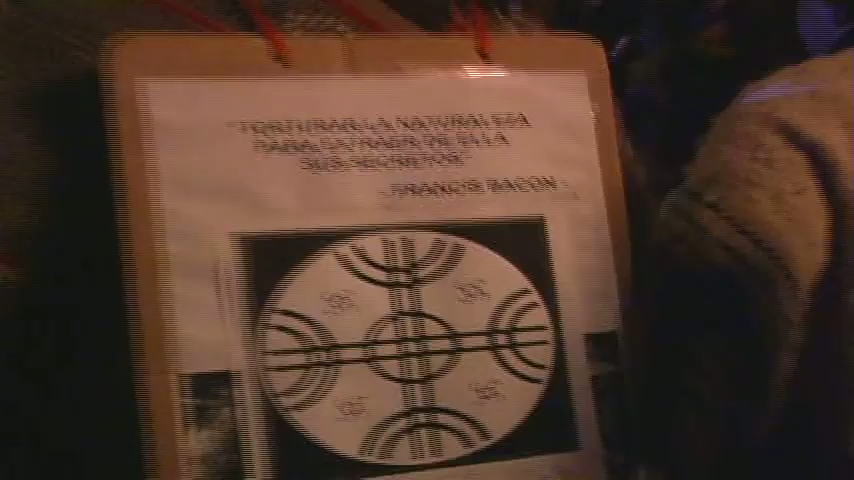 "TORTURAR LA NATURALEZA
PARA EXTRAER DE ELLA
SUS SECRETOS"
FRANCIS BACON